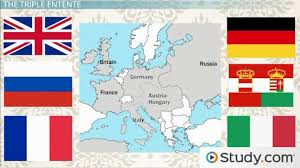 THE TRIPLE ENTENTE
Britain
Germany
Russia
France
Austria-
Hungary
Italy
Study.com